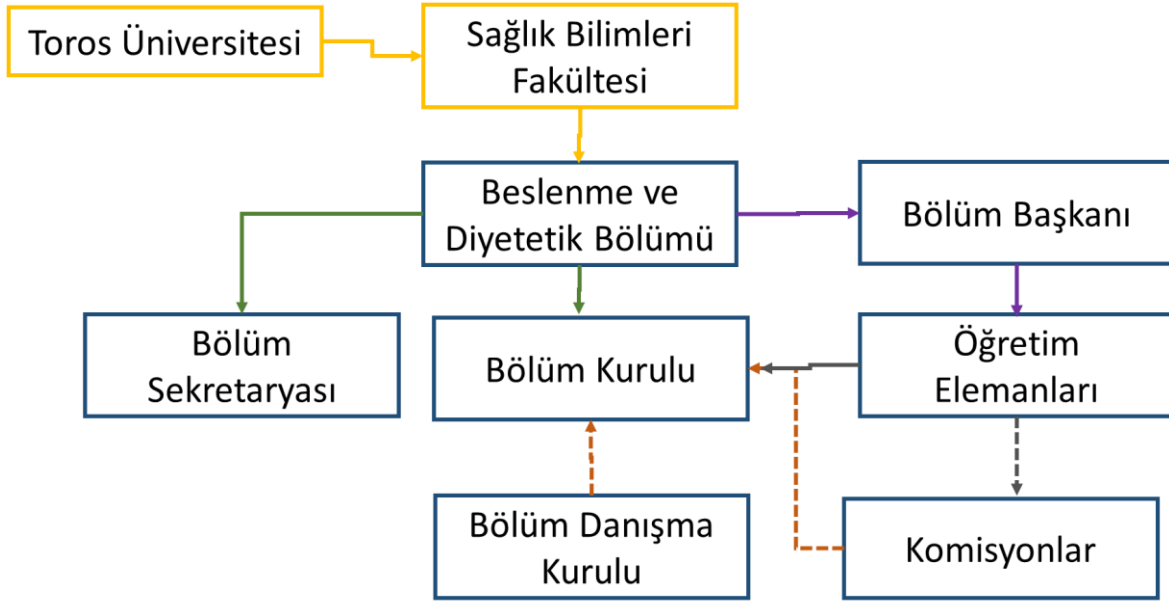 Toros Üniversitesi
Sağlık Bilimleri
Fakültesi
Beslenme ve
Diyetetik Bölümü
Bölüm Başkanı
Bölüm
Sekretaryası
Bölüm Kurulu
Öğretim
Elemanları
Bölüm Danışma
Kurulu
Komisyonlar